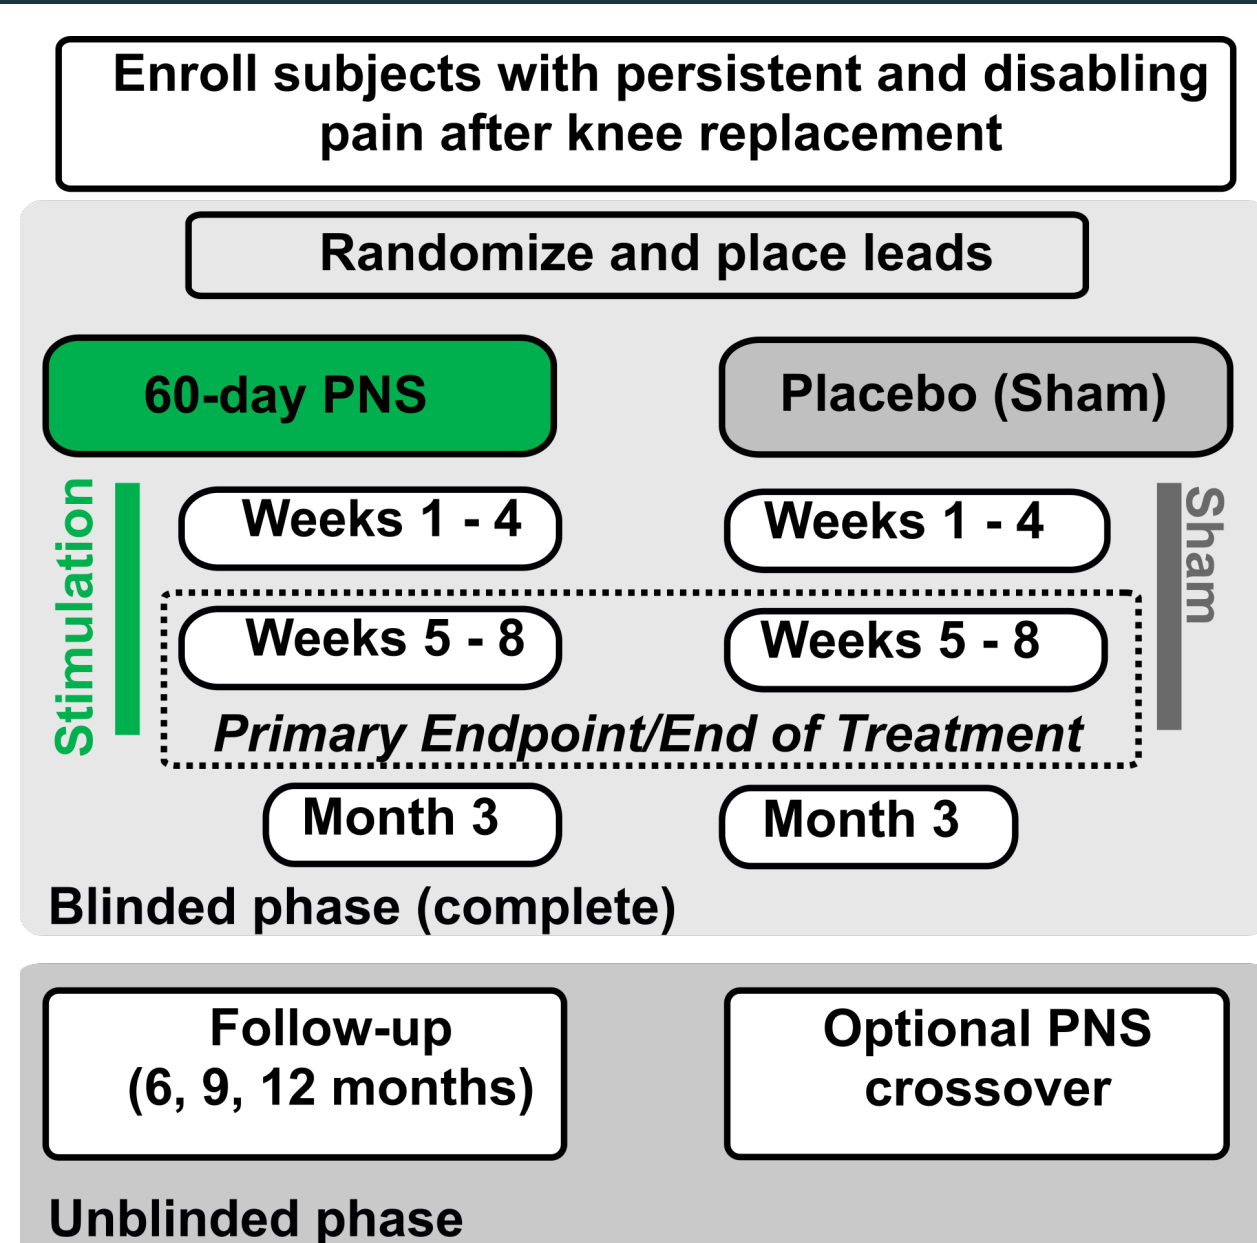 Enroll subjects with persistent and disabling
pain after knee replacement
Randomize and place leads
60-day PNS
Placebo (Sham)
Stimulation
Weeks 1 - 4
Weeks 1 - 4
Sham
Weeks 5 - 8
Weeks 5 - 8
Primary Endpoint/End of Treatment
Month 3
Month 3
Blinded phase (complete)
Follow-up
(6, 9, 12 months)
Optional PNS
crossover
Unblinded phase